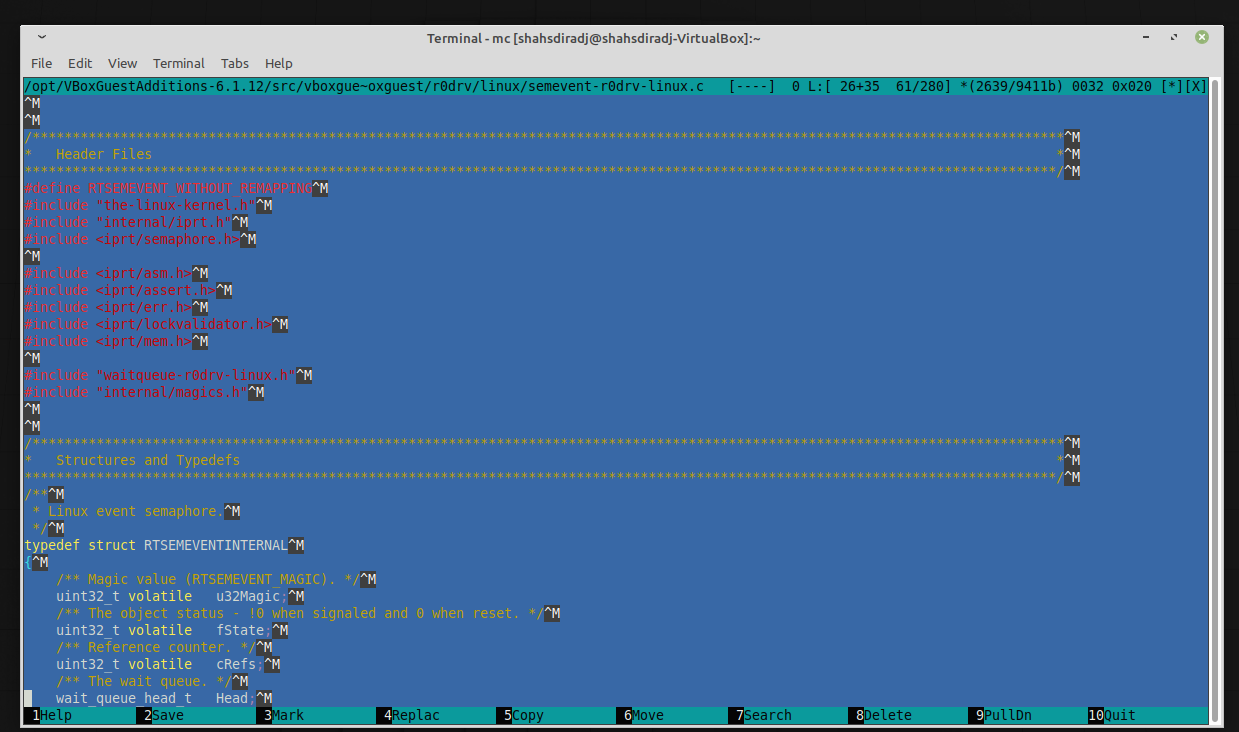 Terminal - mc [shahsdiradj@shahsdiradj-VirtualBox]:~
File Edit View Terminal Tabs Help
/opt/VBoxGuestAdditions-6.1.12/src/vboxgue~oxguest/r0drv/linux/semevent-r0drv-linux.c   [----]  0 L:[ 26+35  61/280] *(2639/9411b) 0032 0x020 [*][X]
^M
^M
/*********************************************************************************************************************************^M
*   Header Files                                                                                                                 *^M
*********************************************************************************************************************************/^M
#define RTSEMEVENT_WITHOUT_REMAPPING^M
#include "the-linux-kernel.h"^M
#include "internal/iprt.h"^M
#include <iprt/semaphore.h>^M
^M
#include <iprt/asm.h>^M
#include <iprt/assert.h>^M
#include <iprt/err.h>^M
#include <iprt/lockvalidator.h>^M
#include <iprt/mem.h>^M
^M
#include "waitqueue-r0drv-linux.h"^M
#include "internal/magics.h"^M
^M
^M
/*********************************************************************************************************************************^M
*   Structures and Typedefs                                                                                                      *^M
*********************************************************************************************************************************/^M
/**^M
 * Linux event semaphore.^M
 */^M
typedef struct RTSEMEVENTINTERNAL^M
{^M
    /** Magic value (RTSEMEVENT_MAGIC). */^M
    uint32_t volatile   u32Magic;^M
    /** The object status - !0 when signaled and 0 when reset. */^M
    uint32_t volatile   fState;^M
    /** Reference counter. */^M
    uint32_t volatile   cRefs;^M
    /** The wait queue. */^M
    wait_queue_head_t   Head;^M
1Help 2Save 3Mark 4Replac 5Copy 6Move 7Search 8Delete 9PullDn 10Quit